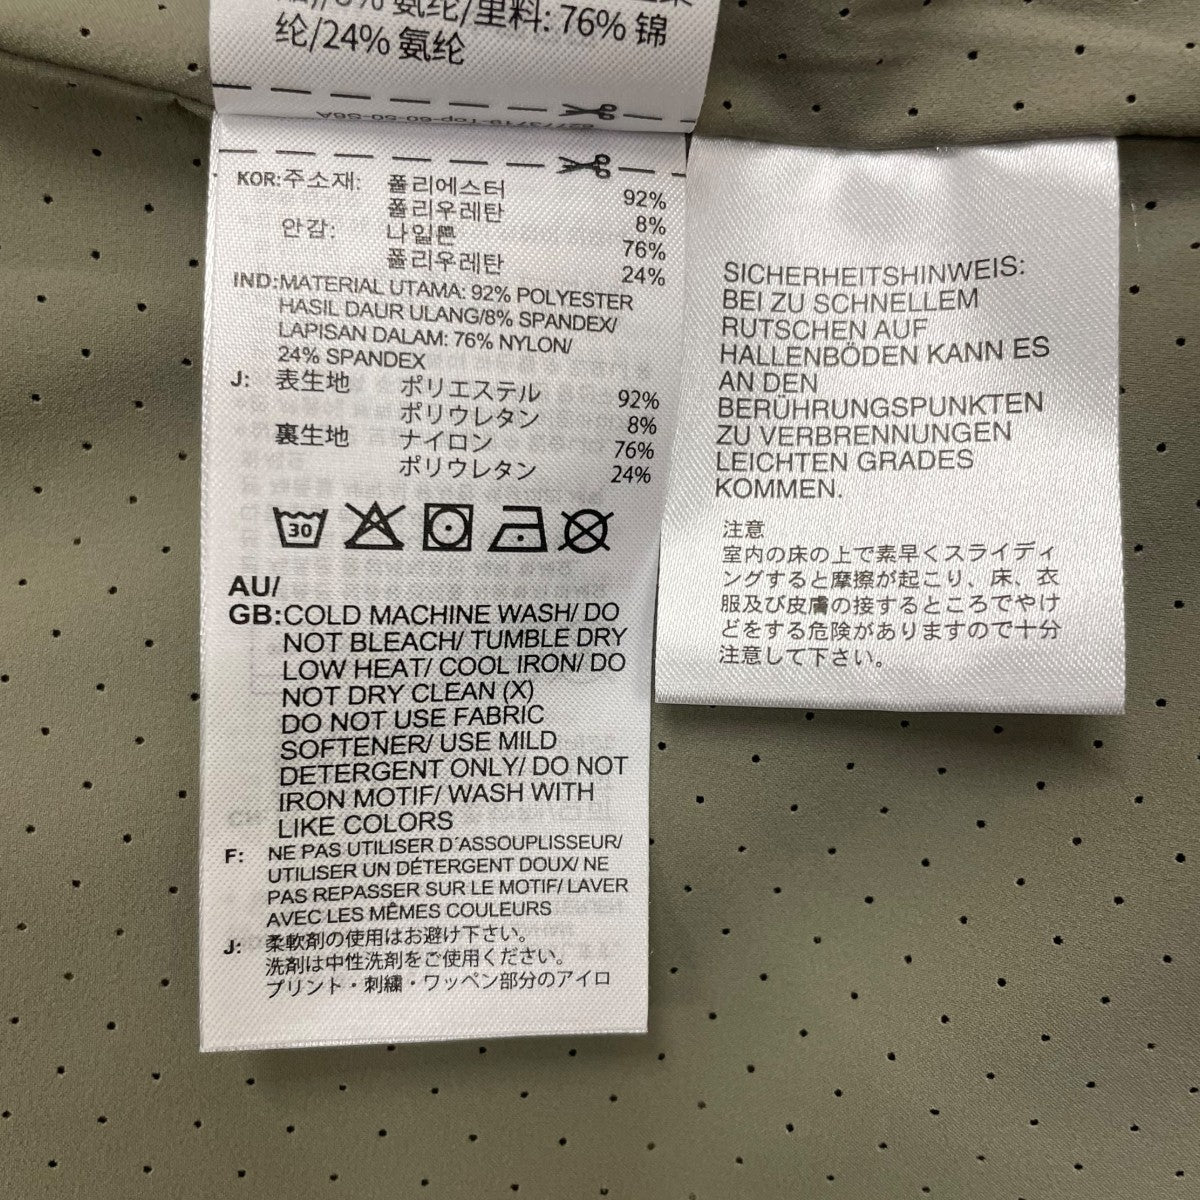 纶/里料: 76% 锦
纶/24% 氨纶
KOR: 주소재: 폴리에스터 92%
폴리우레탄 8%
안감: 나일론 76%
폴리우레탄 24%
IND: MATERIAL UTAMA: 92% POLYESTER
HASIL DAUR ULANG/8% SPANDEX/
LAPISAN DALAM: 76% NYLON/
24% SPANDEX
J: 表生地 ポリエステル 92%
ポリウレタン 8%
裏生地 ナイロン 76%
ポリウレタン 24%
30
AU/
GB: COLD MACHINE WASH/ DO
NOT BLEACH/ TUMBLE DRY
LOW HEAT/ COOL IRON/ DO
NOT DRY CLEAN (X)
DO NOT USE FABRIC
SOFTENER/ USE MILD
DETERGENT ONLY/ DO NOT
IRON MOTIF/ WASH WITH
LIKE COLORS
F: NE PAS UTILISER D´ASSOUPLISSEUR/
UTILISER UN DÉTERGENT DOUX/ NE
PAS REPASSER SUR LE MOTIF/ LAVER
AVEC LES MÊMES COULEURS
J: 柔軟剤の使用はお避け下さい。
洗剤は中性洗剤をご使用ください。
プリント・刺繍・ワッペン部分のアイロ
SICHERHEITSHINWEIS:
BEI ZU SCHNELLEM
RUTSCHEN AUF
HALLENBÖDEN KANN ES
AN DEN
BERÜHRUNGSPUNKTEN
ZU VERBRENNUNGEN
LEICHTEN GRADES
KOMMEN.
注意
室内の床の上で素早くスライディ
ングすると摩擦が起こり、床、衣
服及び皮膚の接するところでやけ
どをする危険がありますので十分
注意して下さい。